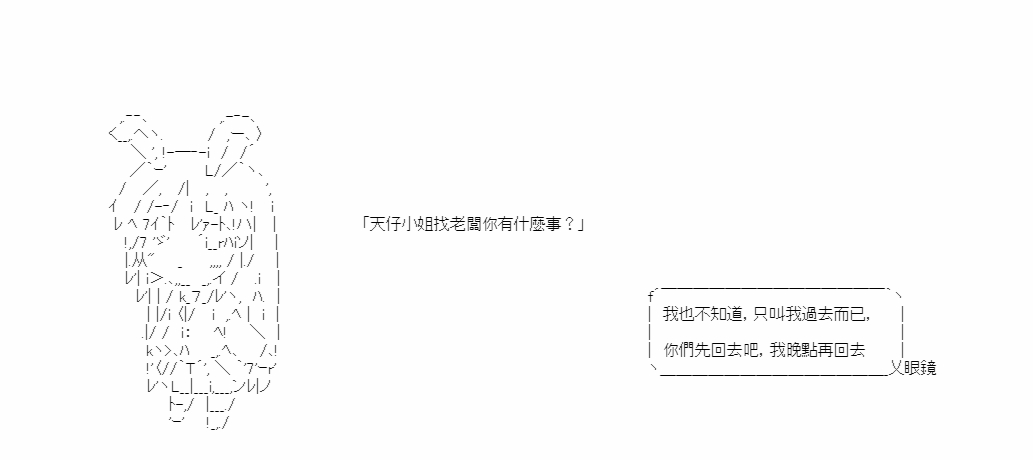 「天仔小姐找老闆你有什麼事？」
我也不知道，只叫我過去而已，
你們先回去吧，我晚點再回去
乂眼鏡